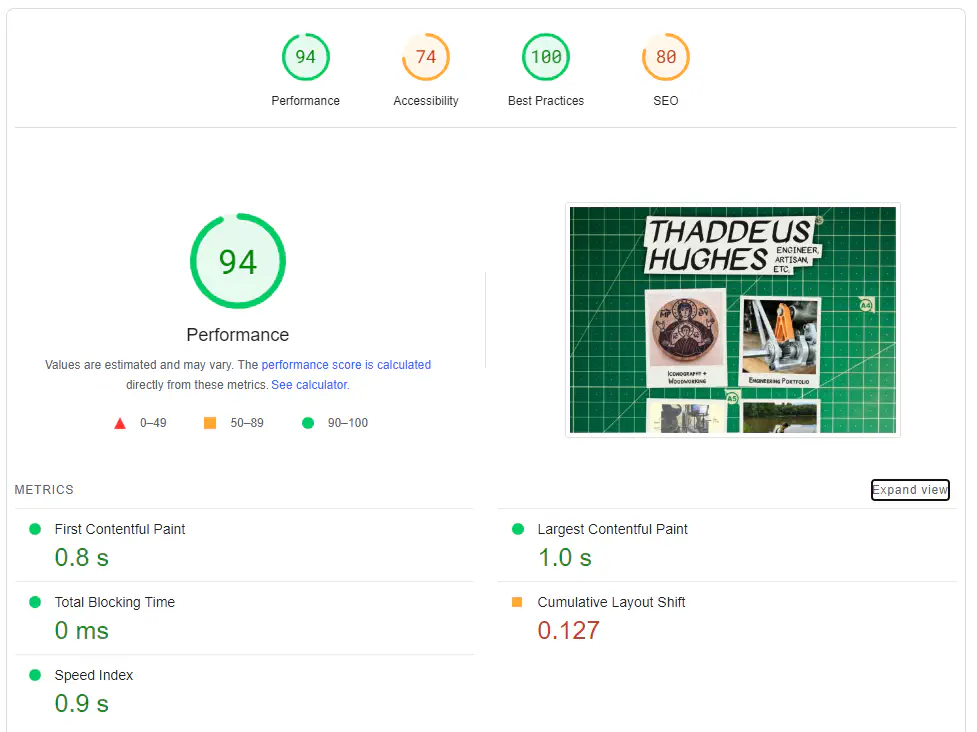 94
74
100
80
Performance
Accessibility
Best Practices
SEO
94
Performance
Values are estimated and may vary. The performance score is calculated
directly from these metrics. See calculator.
0–49
50–89
90–100
THADDEUS
HUGHES
ENGINEER,
ARTISAN,
ETC.
A4
ICONOGRAPHY +
WOODWORKING
ENGINEERING PORTFOLIO
A5
METRICS
Expand view
First Contentful Paint
0.8 s
Largest Contentful Paint
1.0 s
Total Blocking Time
0 ms
Cumulative Layout Shift
0.127
Speed Index
0.9 s